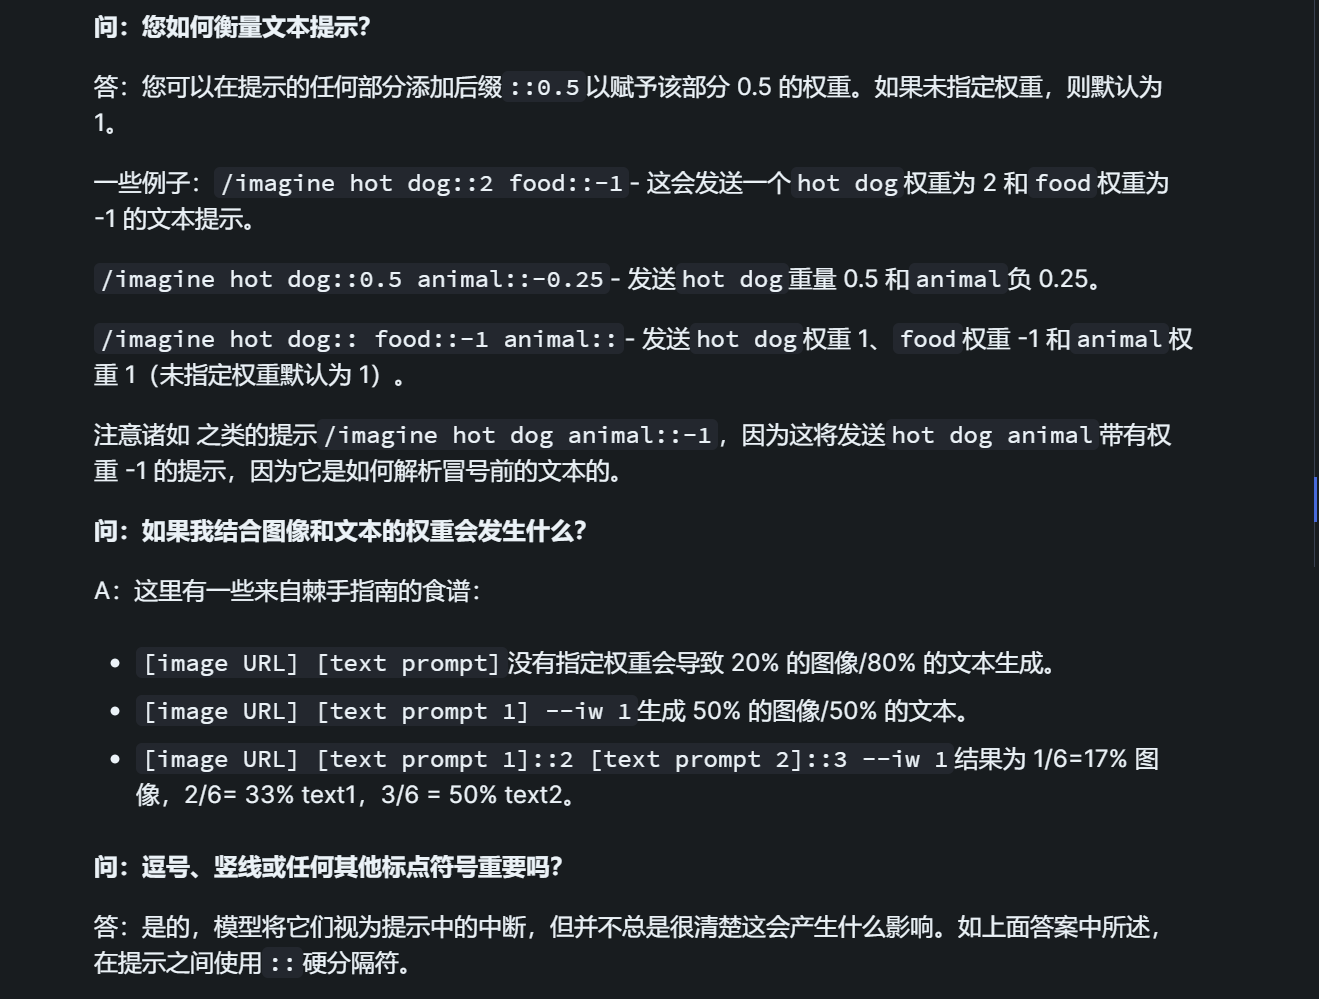 问：您如何衡量文本提示？
答：您可以在提示的任何部分添加后缀 ::0.5 以赋予该部分 0.5 的权重。如果未指定权重，则默认为
1。
一些例子： /imagine hot dog::2 food::-1 - 这会发送一个 hot dog 权重为 2 和 food 权重为
-1 的文本提示。
/imagine hot dog::0.5 animal::-0.25 - 发送 hot dog 重量 0.5 和 animal 负 0.25。
/imagine hot dog:: food::-1 animal:: - 发送 hot dog 权重 1、 food 权重 -1 和 animal 权
重 1（未指定权重默认为 1）。
注意诸如 之类的提示 /imagine hot dog animal::-1 ，因为这将发送 hot dog animal 带有权
重 -1 的提示，因为它是如何解析冒号前的文本的。
问：如果我结合图像和文本的权重会发生什么？
A：这里有一些来自棘手指南的食谱：
• [image URL] [text prompt] 没有指定权重会导致 20% 的图像/80% 的文本生成。
• [image URL] [text prompt 1] --iw 1 生成 50% 的图像/50% 的文本。
• [image URL] [text prompt 1]::2 [text prompt 2]::3 --iw 1 结果为 1/6=17% 图
像，2/6= 33% text1，3/6 = 50% text2。
问：逗号、竖线或任何其他标点符号重要吗？
答：是的，模型将它们视为提示中的中断，但并不总是很清楚这会产生什么影响。如上面答案中所述，
在提示之间使用 :: 硬分隔符。